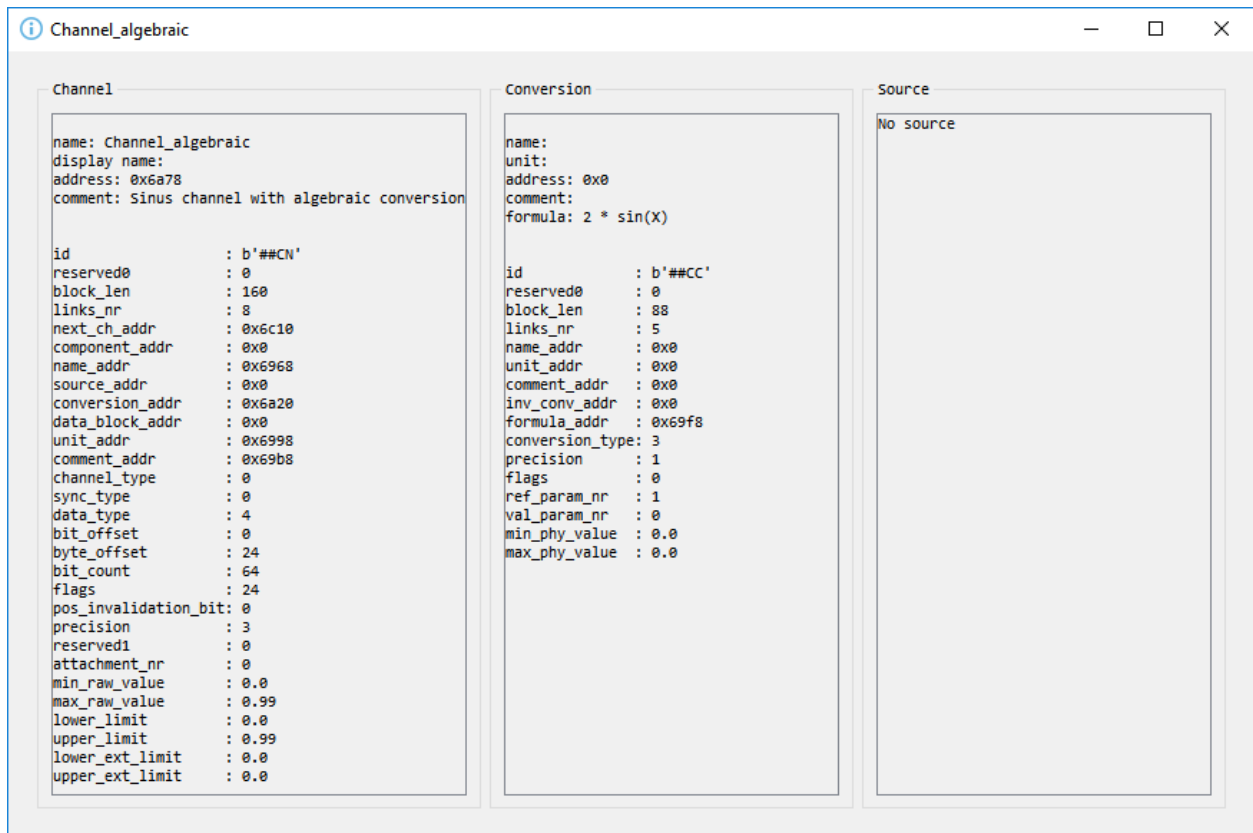 Channel_algebraic
Channel
name: Channel_algebraic
display name:
address: 0x6a78
comment: Sinus channel with algebraic conversion
id                  : b'##CN'
reserved0           : 0
block_len           : 160
links_nr            : 8
next_ch_addr        : 0x6c10
component_addr      : 0x0
name_addr           : 0x6968
source_addr         : 0x0
conversion_addr     : 0x6a20
data_block_addr     : 0x0
unit_addr           : 0x6998
comment_addr        : 0x69b8
channel_type        : 0
sync_type           : 0
data_type           : 4
bit_offset          : 0
byte_offset         : 24
bit_count           : 64
flags               : 24
pos_invalidation_bit: 0
precision           : 3
reserved1           : 0
attachment_nr       : 0
min_raw_value       : 0.0
max_raw_value       : 0.99
lower_limit         : 0.0
upper_limit         : 0.99
lower_ext_limit     : 0.0
upper_ext_limit     : 0.0
Conversion
name:
unit:
address: 0x0
comment:
formula: 2 * sin(X)
id             : b'##CC'
reserved0      : 0
block_len      : 88
links_nr       : 5
name_addr      : 0x0
unit_addr      : 0x0
comment_addr   : 0x0
inv_conv_addr  : 0x0
formula_addr   : 0x69f8
conversion_type: 3
precision      : 1
flags          : 0
ref_param_nr   : 1
val_param_nr   : 0
min_phy_value  : 0.0
max_phy_value  : 0.0
Source
No source